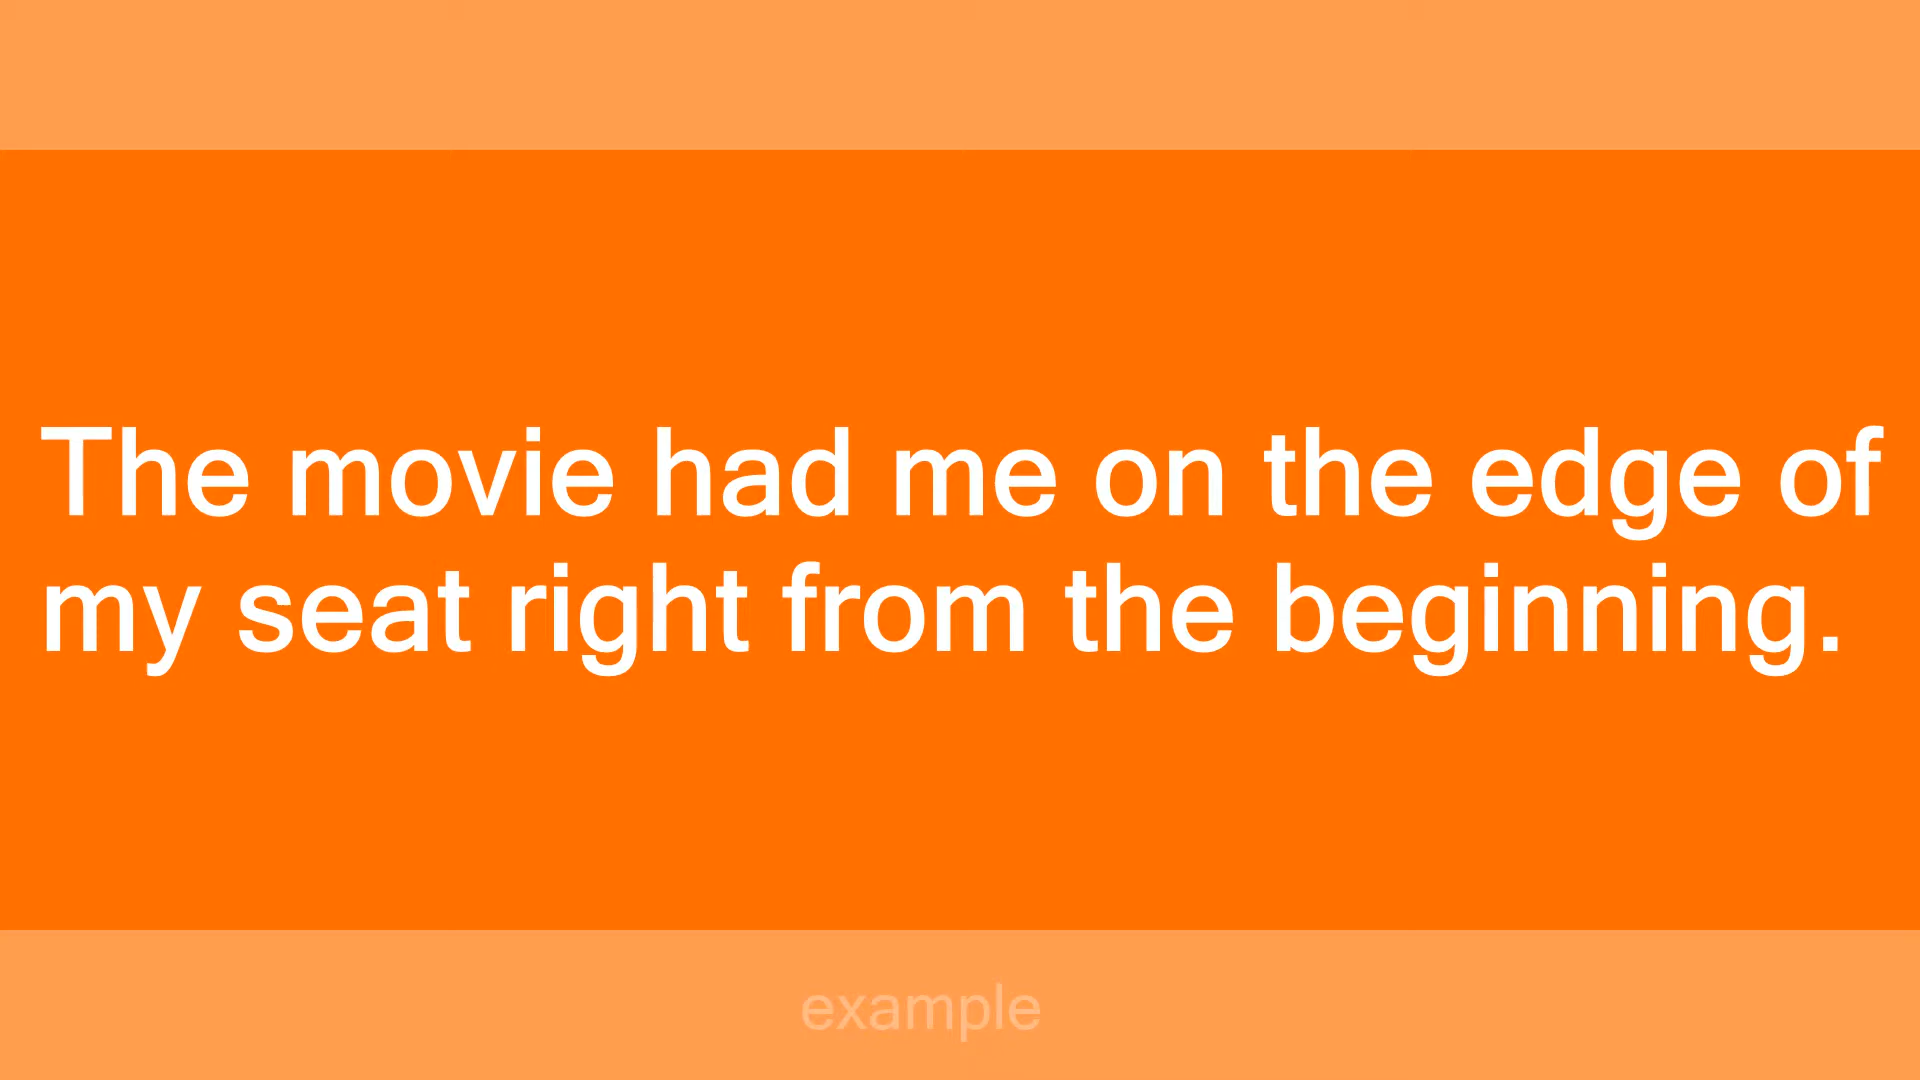 The movie had me on the edge of
my seat right from the beginning.
example